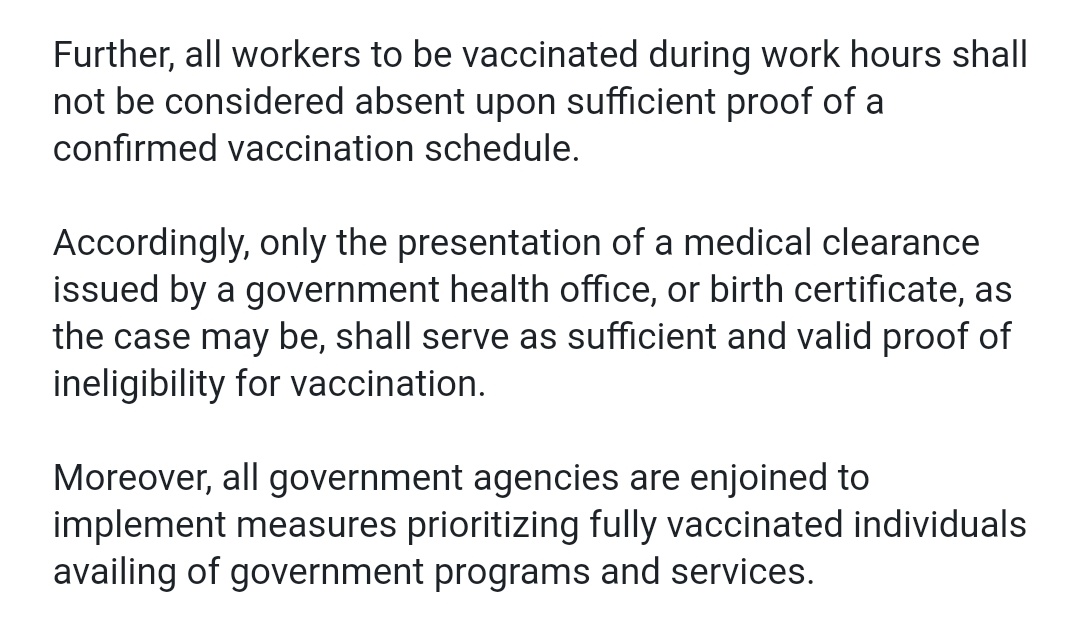 Further, all workers to be vaccinated during work hours shall
not be considered absent upon sufficient proof of a
confirmed vaccination schedule.
Accordingly, only the presentation of a medical clearance
issued by a government health office, or birth certificate, as
the case may be, shall serve as sufficient and valid proof of
ineligibility for vaccination.
Moreover, all government agencies are enjoined to
implement measures prioritizing fully vaccinated individuals
availing of government programs and services.